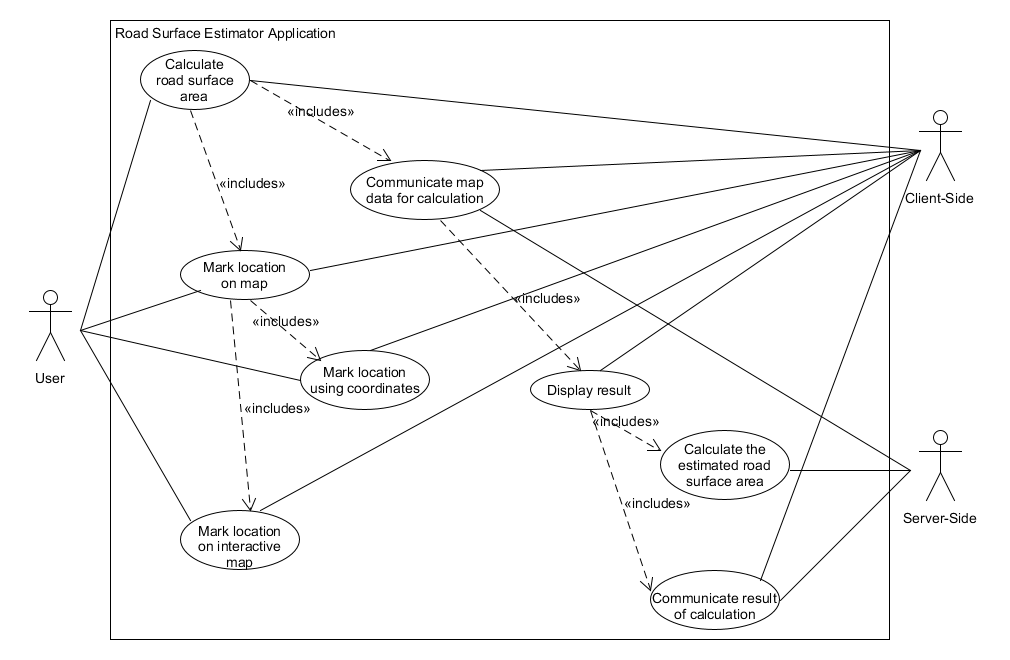 Road Surface Estimator Application
Calculate
road surface
area
«includes»
«includes»
Communicate map
data for calculation
Client-Side
Mark location
on map
«includes»
«includes»
User
Mark location
using coordinates
Display result
«includes»
«includes»
Calculate the
estimated road
surface area
«includes»
Server-Side
Mark location
on interactive
map
Communicate result
of calculation